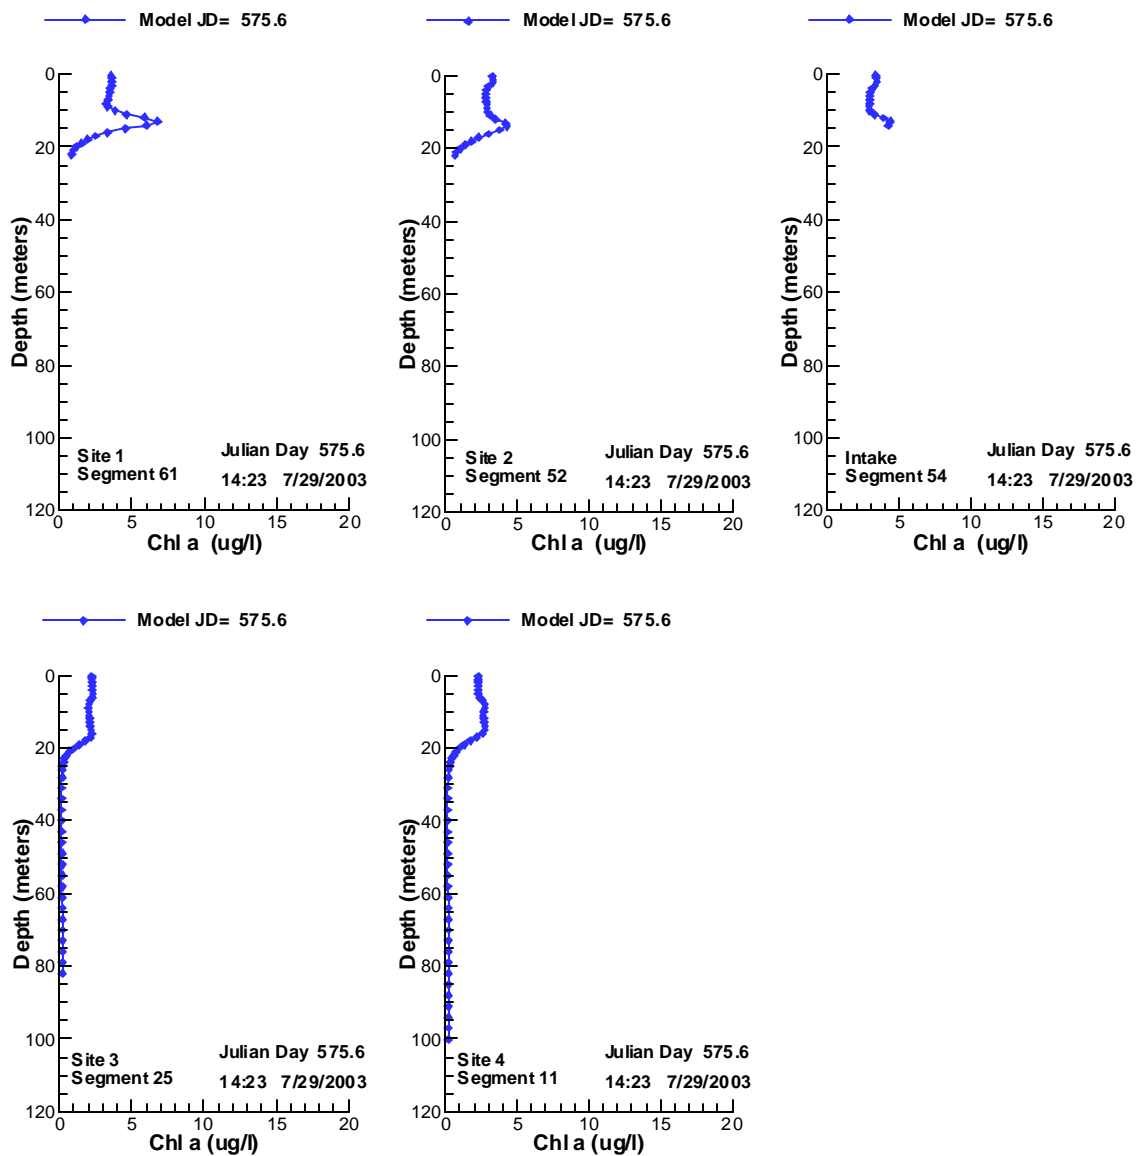 Model JD= 575.6
0
20
40
60
80
100
120
0 5 10 15 20
Depth (meters)
Chl a (ug/l)
Site 1
Segment 61
Julian Day 575.6
14:23 7/29/2003
Model JD= 575.6
0
20
40
60
80
100
120
0 5 10 15 20
Depth (meters)
Chl a (ug/l)
Site 2
Segment 52
Julian Day 575.6
14:23 7/29/2003
Model JD= 575.6
0
20
40
60
80
100
120
0 5 10 15 20
Depth (meters)
Chl a (ug/l)
Intake
Segment 54
Julian Day 575.6
14:23 7/29/2003
Model JD= 575.6
0
20
40
60
80
100
120
0 5 10 15 20
Depth (meters)
Chl a (ug/l)
Site 3
Segment 25
Julian Day 575.6
14:23 7/29/2003
Model JD= 575.6
0
20
40
60
80
100
120
0 5 10 15 20
Depth (meters)
Chl a (ug/l)
Site 4
Segment 11
Julian Day 575.6
14:23 7/29/2003